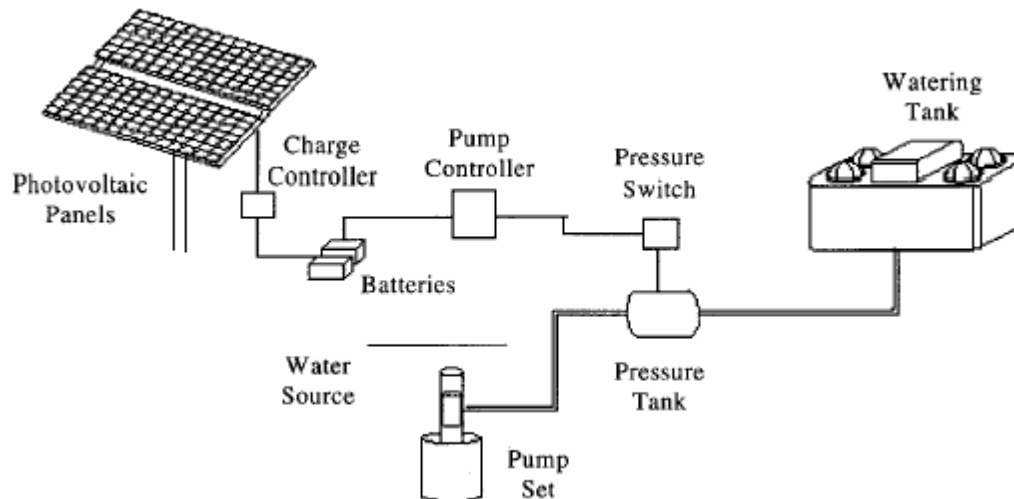 Watering
Tank
Charge
Controller
Pump
Controller
Pressure
Switch
Photovoltaic
Panels
Batteries
Water
Source
Pressure
Tank
Pump
Set